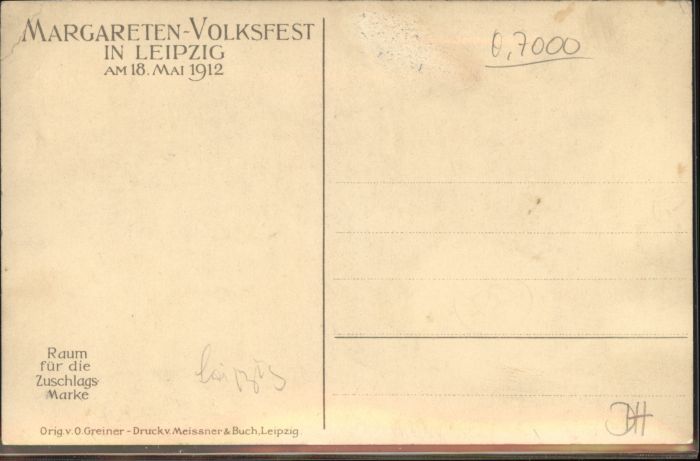 MARGARETEN-VOLKSFEST
IN LEIPZIG
AM 18. MAI 1912
0,7000
Raum
für die
Zuschlags-
Marke
Leipzig
Orig.v.O.Greiner - Druck v. Meissner & Buch, Leipzig.